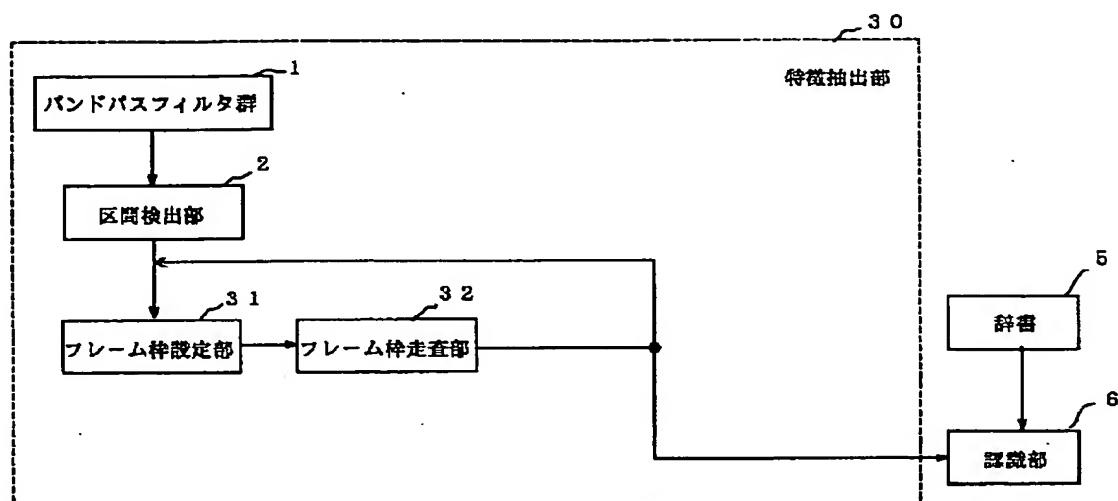 ３０
特徴抽出部
１
バンドパスフィルタ群
２
区間検出部
３１
フレーム枠設定部
３２
フレーム枠走査部
５
辞書
６
認識部